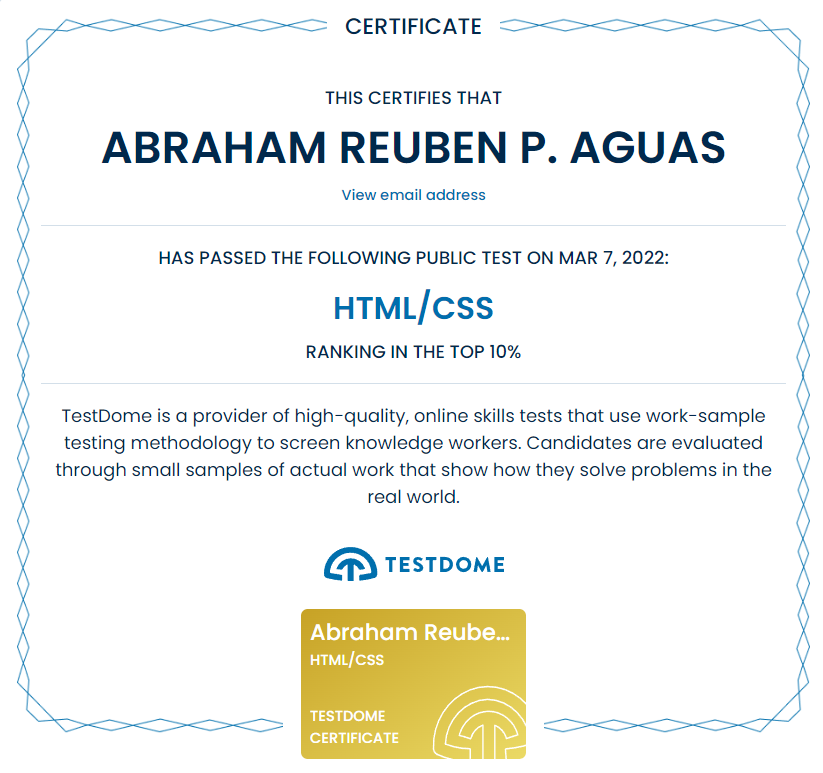 CERTIFICATE
THIS CERTIFIES THAT
ABRAHAM REUBEN P. AGUAS
View email address
HAS PASSED THE FOLLOWING PUBLIC TEST ON MAR 7, 2022:
HTML/CSS
RANKING IN THE TOP 10%
TestDome is a provider of high-quality, online skills tests that use work-sample
testing methodology to screen knowledge workers. Candidates are evaluated
through small samples of actual work that show how they solve problems in the
real world.
TESTDOME
Abraham Reube...
HTML/CSS
TESTDOME
CERTIFICATE